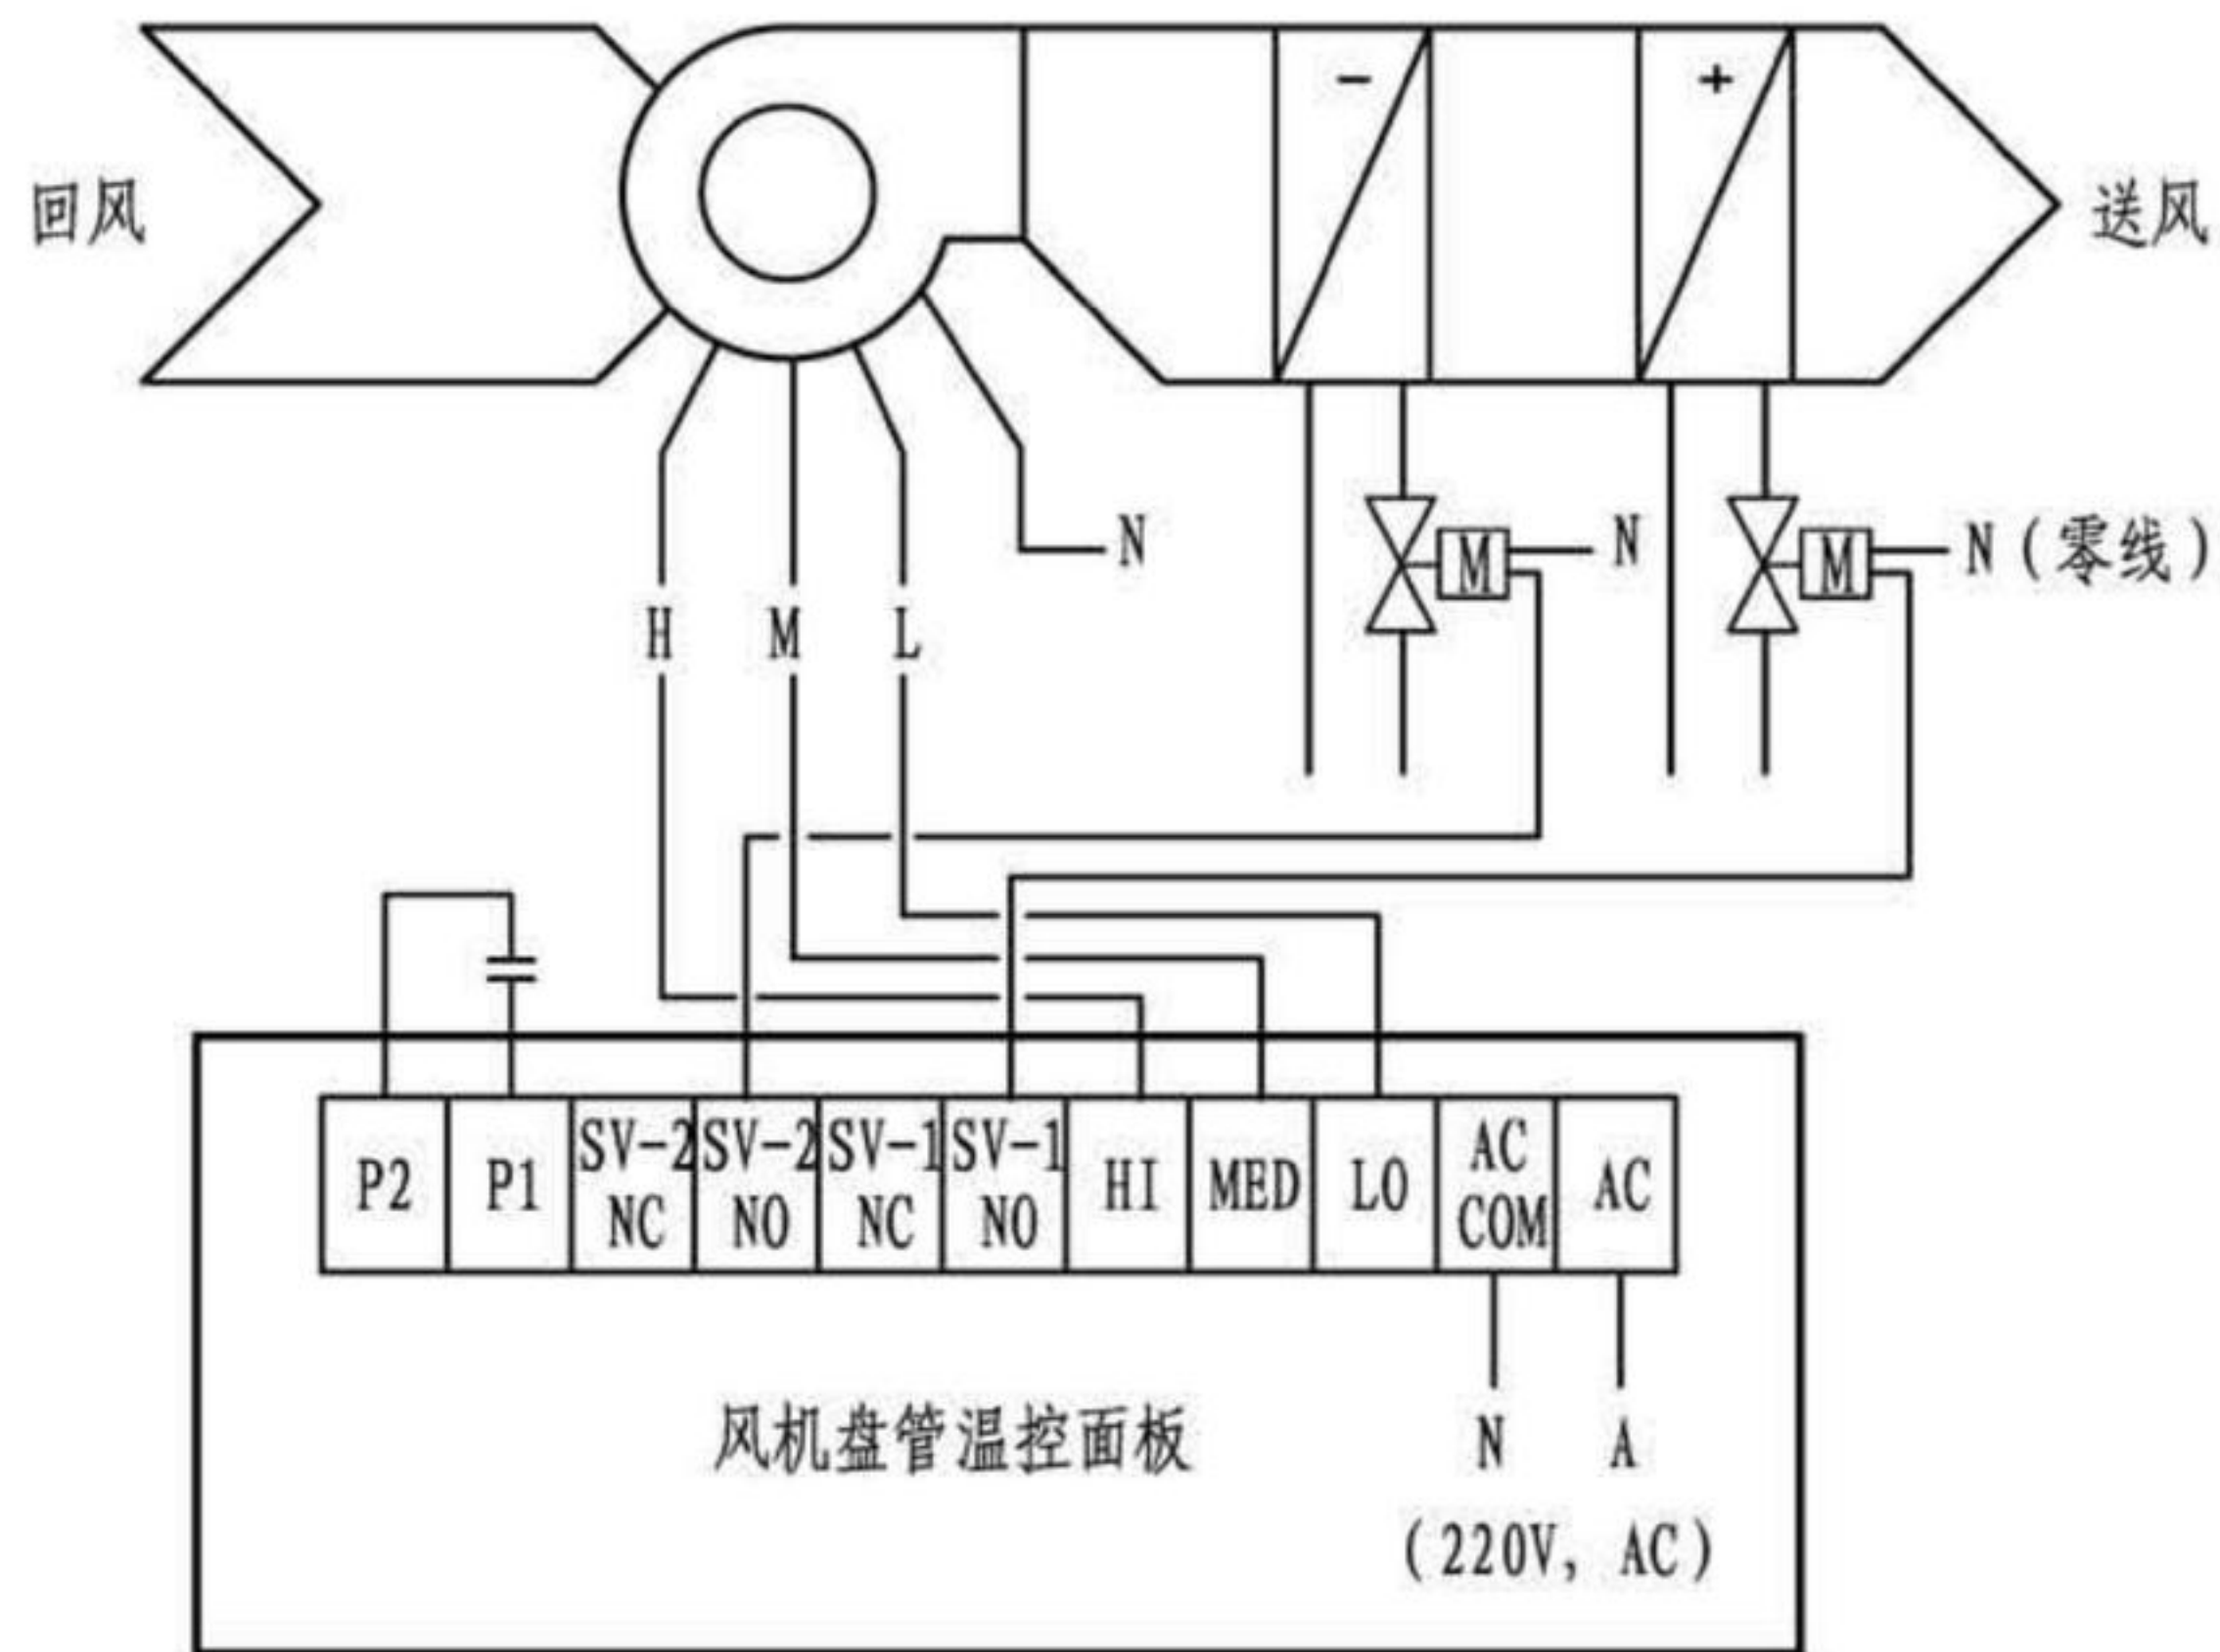 - +
回风
送风
N
M N
M N（零线）
H M L
P2 P1 SV-2 NC SV-2 NO SV-1 NC SV-1 NO HI MED LO AC COM AC
风机盘管温控面板
N A
（220V, AC）